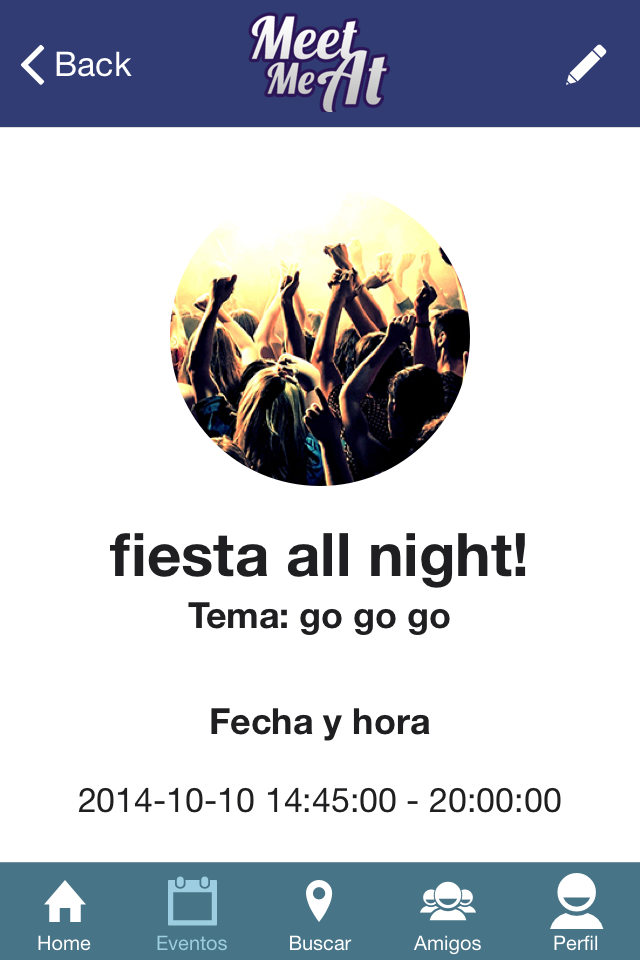 Back
Meet
Me At
fiesta all night!
Tema: go go go
Fecha y hora
2014-10-10 14:45:00 - 20:00:00
Home Eventos Buscar Amigos Perfil